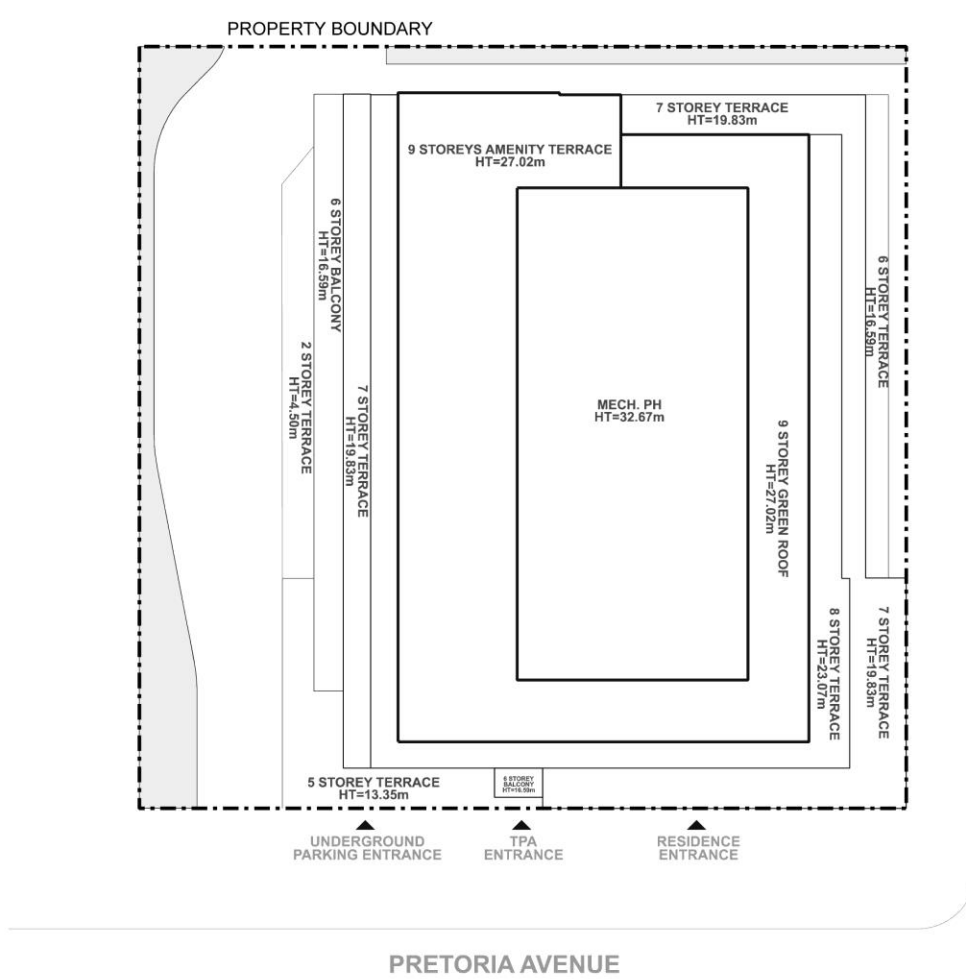 PROPERTY BOUNDARY
7 STOREY TERRACE
HT=19.83m
9 STOREYS AMENITY TERRACE
HT=27.02m
6 STOREY BALCONY
HT=16.59m
6 STOREY TERRACE
HT=16.59m
2 STOREY TERRACE
HT=4.50m
7 STOREY TERRACE
HT=19.83m
MECH. PH
HT=32.67m
9 STOREY GREEN ROOF
HT=27.02m
8 STOREY TERRACE
HT=23.07m
7 STOREY TERRACE
HT=19.83m
5 STOREY TERRACE
HT=13.35m
6 STOREY
BALCONY
HT=16.59m
UNDERGROUND
PARKING ENTRANCE
TPA
ENTRANCE
RESIDENCE
ENTRANCE
PRETORIA AVENUE